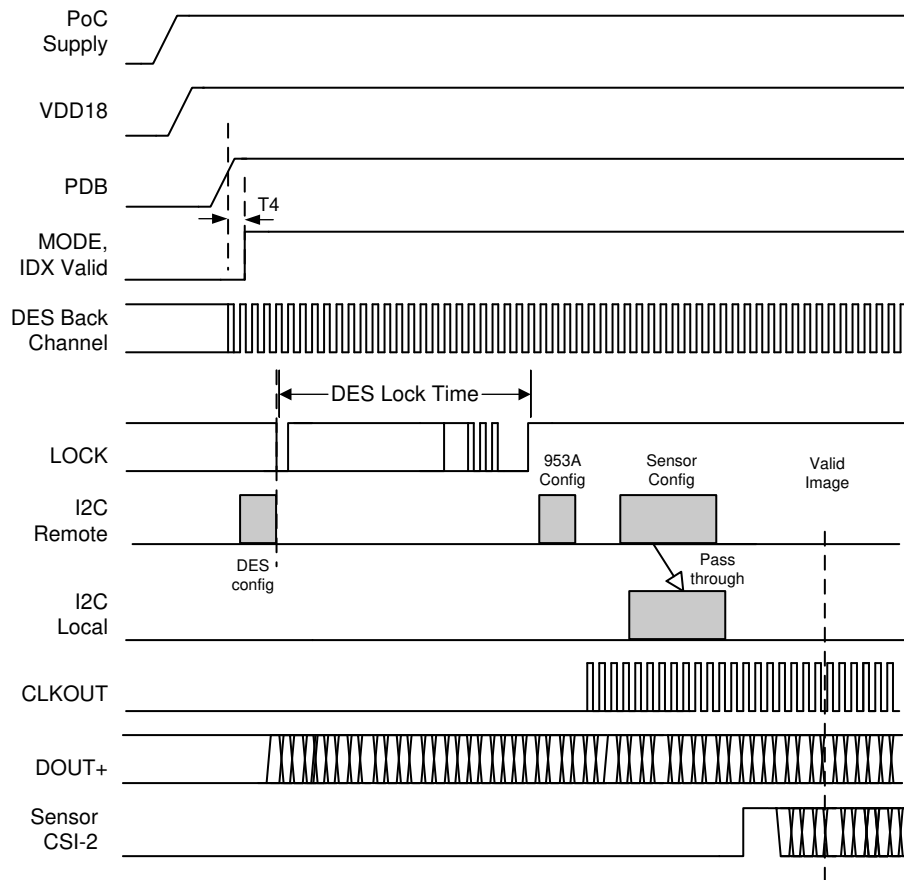 PoC
Supply
VDD18
PDB
T4
MODE,
IDX Valid
DES Back
Channel
DES Lock Time
LOCK
953A
Config
Sensor
Config
Valid
Image
I2C
Remote
DES
config
Pass
through
I2C
Local
CLKOUT
DOUT+
Sensor
CSI-2